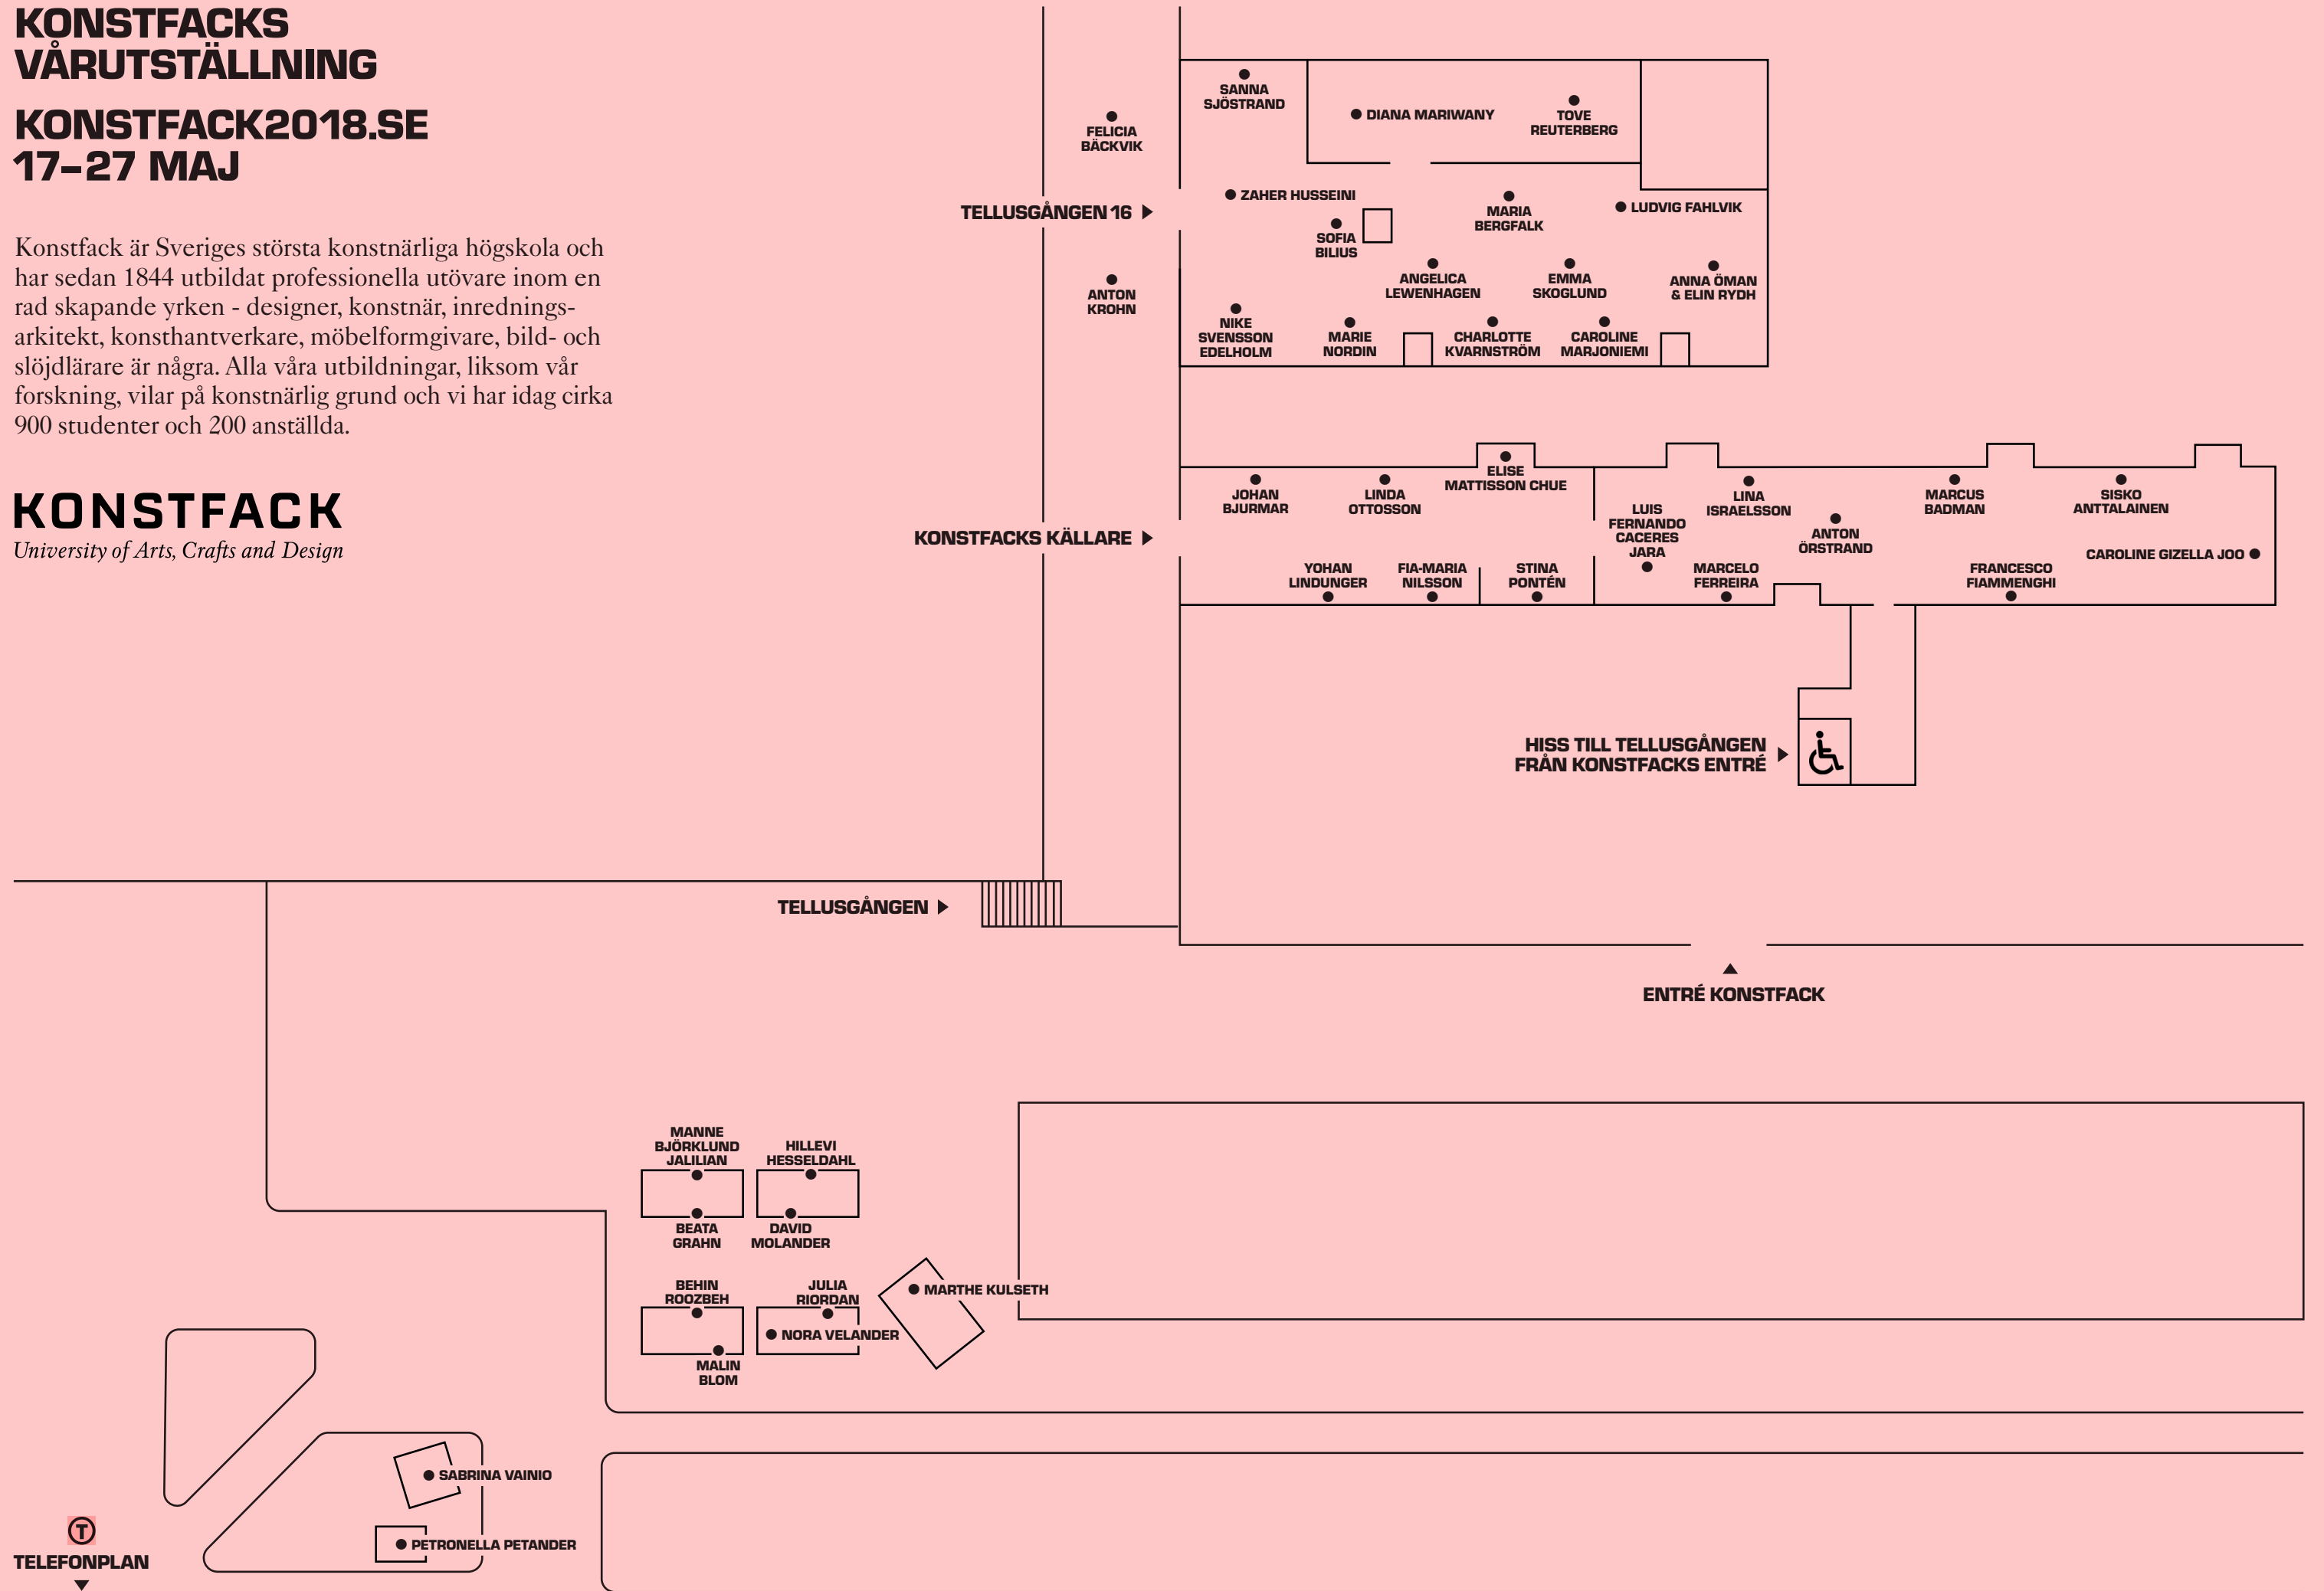 KONSTFACKS
VÅRUTSTÄLLNING
KONSTFACK2018.SE
17–27 MAJ
Konstfack är Sveriges största konstnärliga högskola och
har sedan 1844 utbildat professionella utövare inom en
rad skapande yrken - designer, konstnär, inrednings-
arkitekt, konsthantverkare, möbelformgivare, bild- och
slöjdlärare är några. Alla våra utbildningar, liksom vår
forskning, vilar på konstnärlig grund och vi har idag cirka
900 studenter och 200 anställda.
KONSTFACK
University of Arts, Crafts and Design
FELICIA
BÄCKVIK
TELLUSGÅNGEN 16
ANTON
KROHN
SANNA
SJÖSTRAND
DIANA MARIWANY
TOVE
REUTERBERG
ZAHER HUSSEINI
SOFIA
BILIUS
MARIA
BERGFALK
LUDVIG FAHLVIK
ANGELICA
LEWENHAGEN
EMMA
SKOGLUND
ANNA ÖMAN
& ELIN RYDH
NIKE
SVENSSON
EDELHOLM
MARIE
NORDIN
CHARLOTTE
KVARNSTRÖM
CAROLINE
MARJONIEMI
KONSTFACKS KÄLLARE
JOHAN
BJURMAR
LINDA
OTTOSSON
ELISE
MATTISSON CHUE
YOHAN
LINDUNGER
FIA-MARIA
NILSSON
STINA
PONTÉN
LUIS
FERNANDO
CACERES
JARA
LINA
ISRAELSSON
MARCELO
FERREIRA
ANTON
ÖRSTRAND
MARCUS
BADMAN
SISKO
ANTTALAINEN
CAROLINE GIZELLA JOO
FRANCESCO
FIAMMENGHI
HISS TILL TELLUSGÅNGEN
FRÅN KONSTFACKS ENTRÉ
TELLUSGÅNGEN
ENTRÉ KONSTFACK
MANNE
BJÖRKLUND
JALILIAN
HILLEVI
HESSELDAHL
BEATA
GRAHN
DAVID
MOLANDER
BEHIN
ROOZBEH
JULIA
RIORDAN
MARTHE KULSETH
NORA VELANDER
MALIN
BLOM
SABRINA VAINIO
PETRONELLA PETANDER
T
TELEFONPLAN